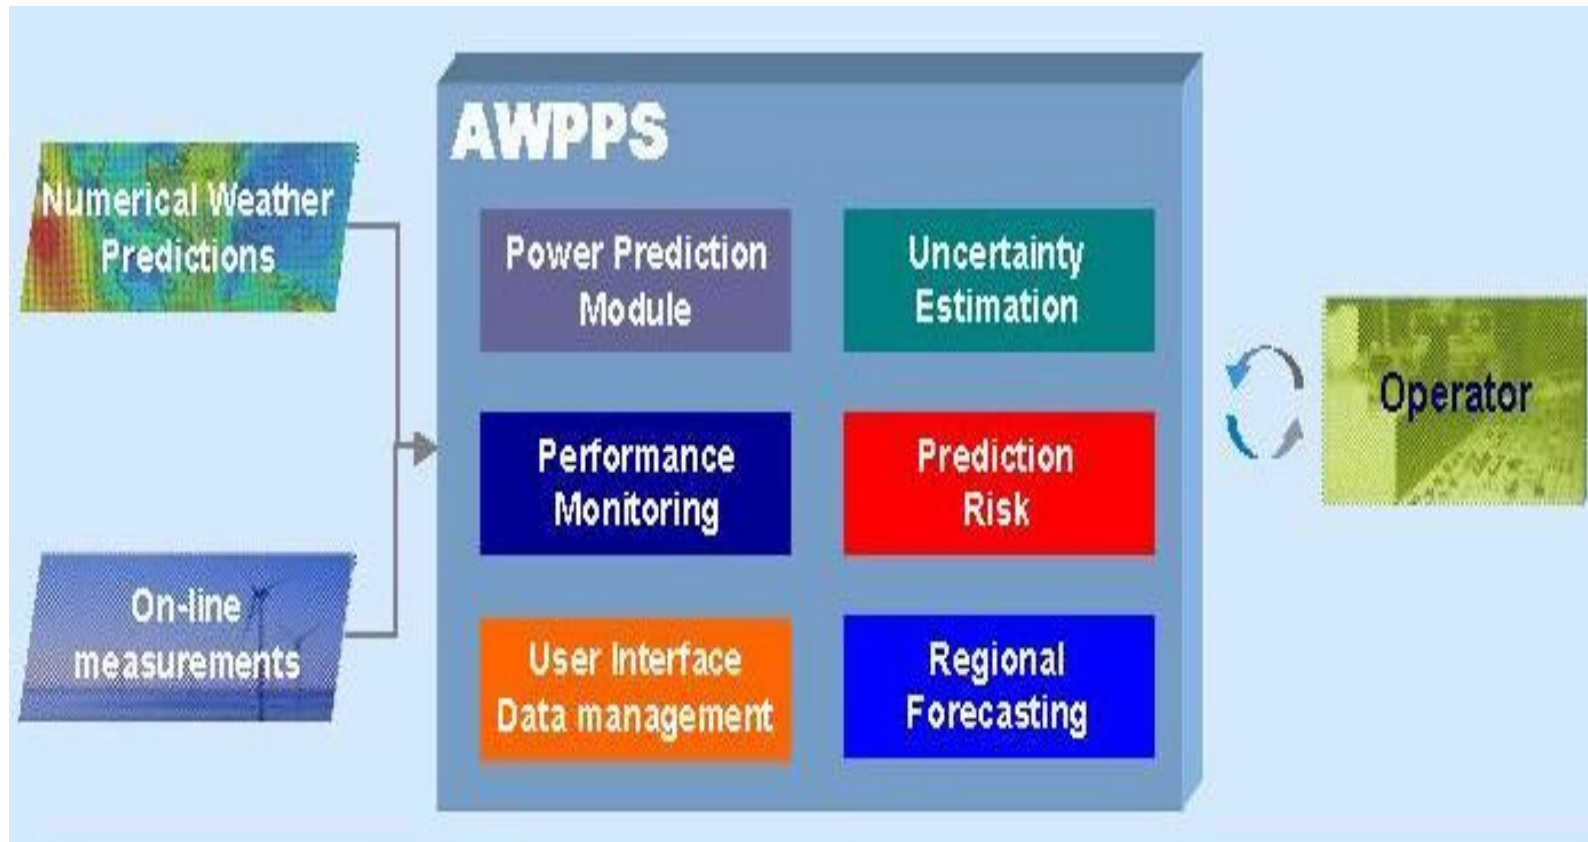 AWPPS
Numerical Weather
Predictions
On-line
measurements
Power Prediction
Module
Uncertainty
Estimation
Performance
Monitoring
Prediction
Risk
User Interface
Data management
Regional
Forecasting
Operator